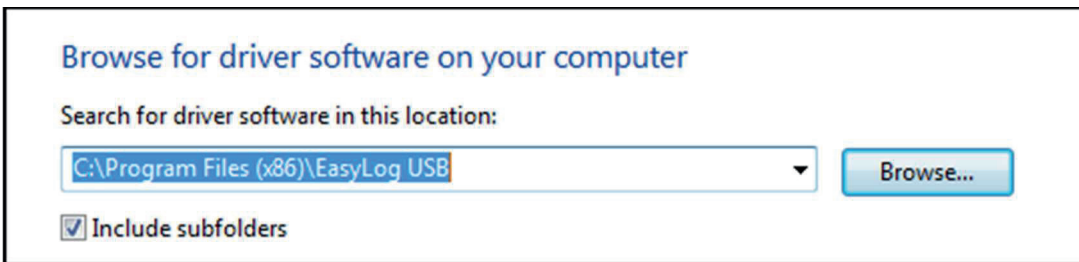 Browse for driver software on your computer
Search for driver software in this location:
C:\Program Files (x86)\EasyLog USB
Browse...
Include subfolders